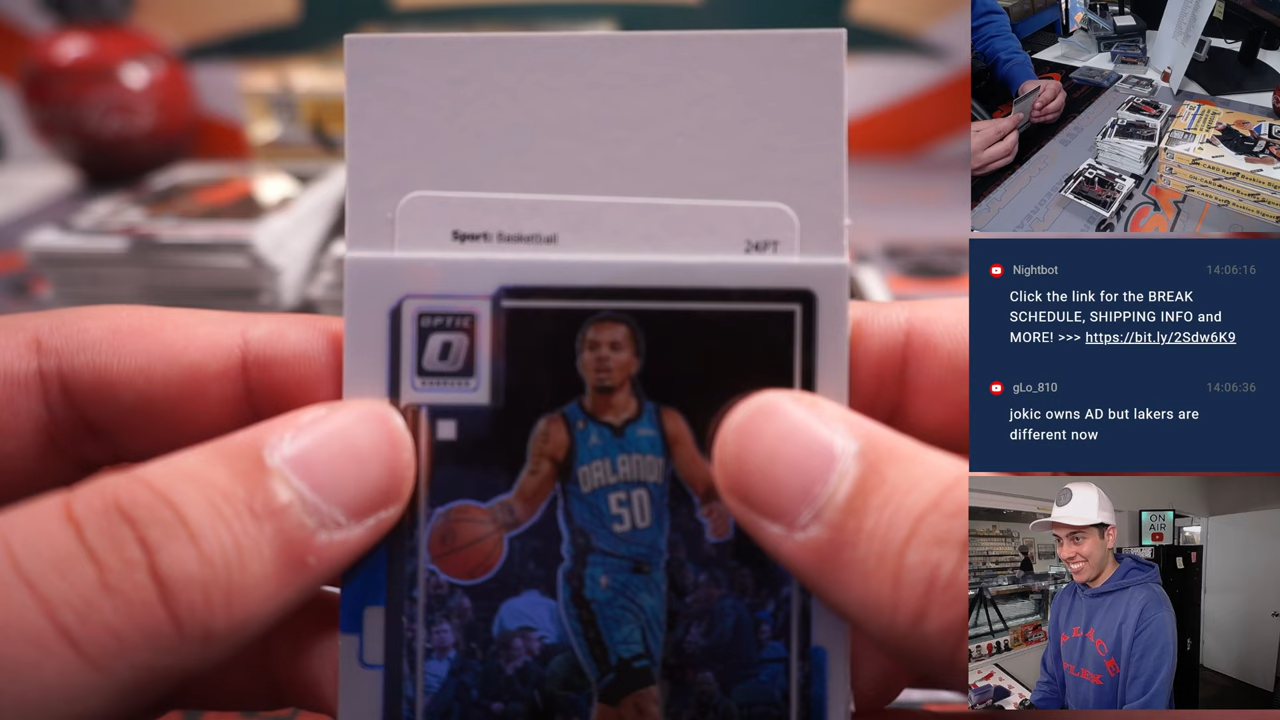 Sport: Basketball
24FT
OPTIC
ORLANDO
50
Nightbot
14:06:16
Click the link for the BREAK
SCHEDULE, SHIPPING INFO and
MORE! >>> https://bit.ly/2Sdw6K9
gLo_810
14:06:36
jokic owns AD but lakers are
different now
ON
AIR